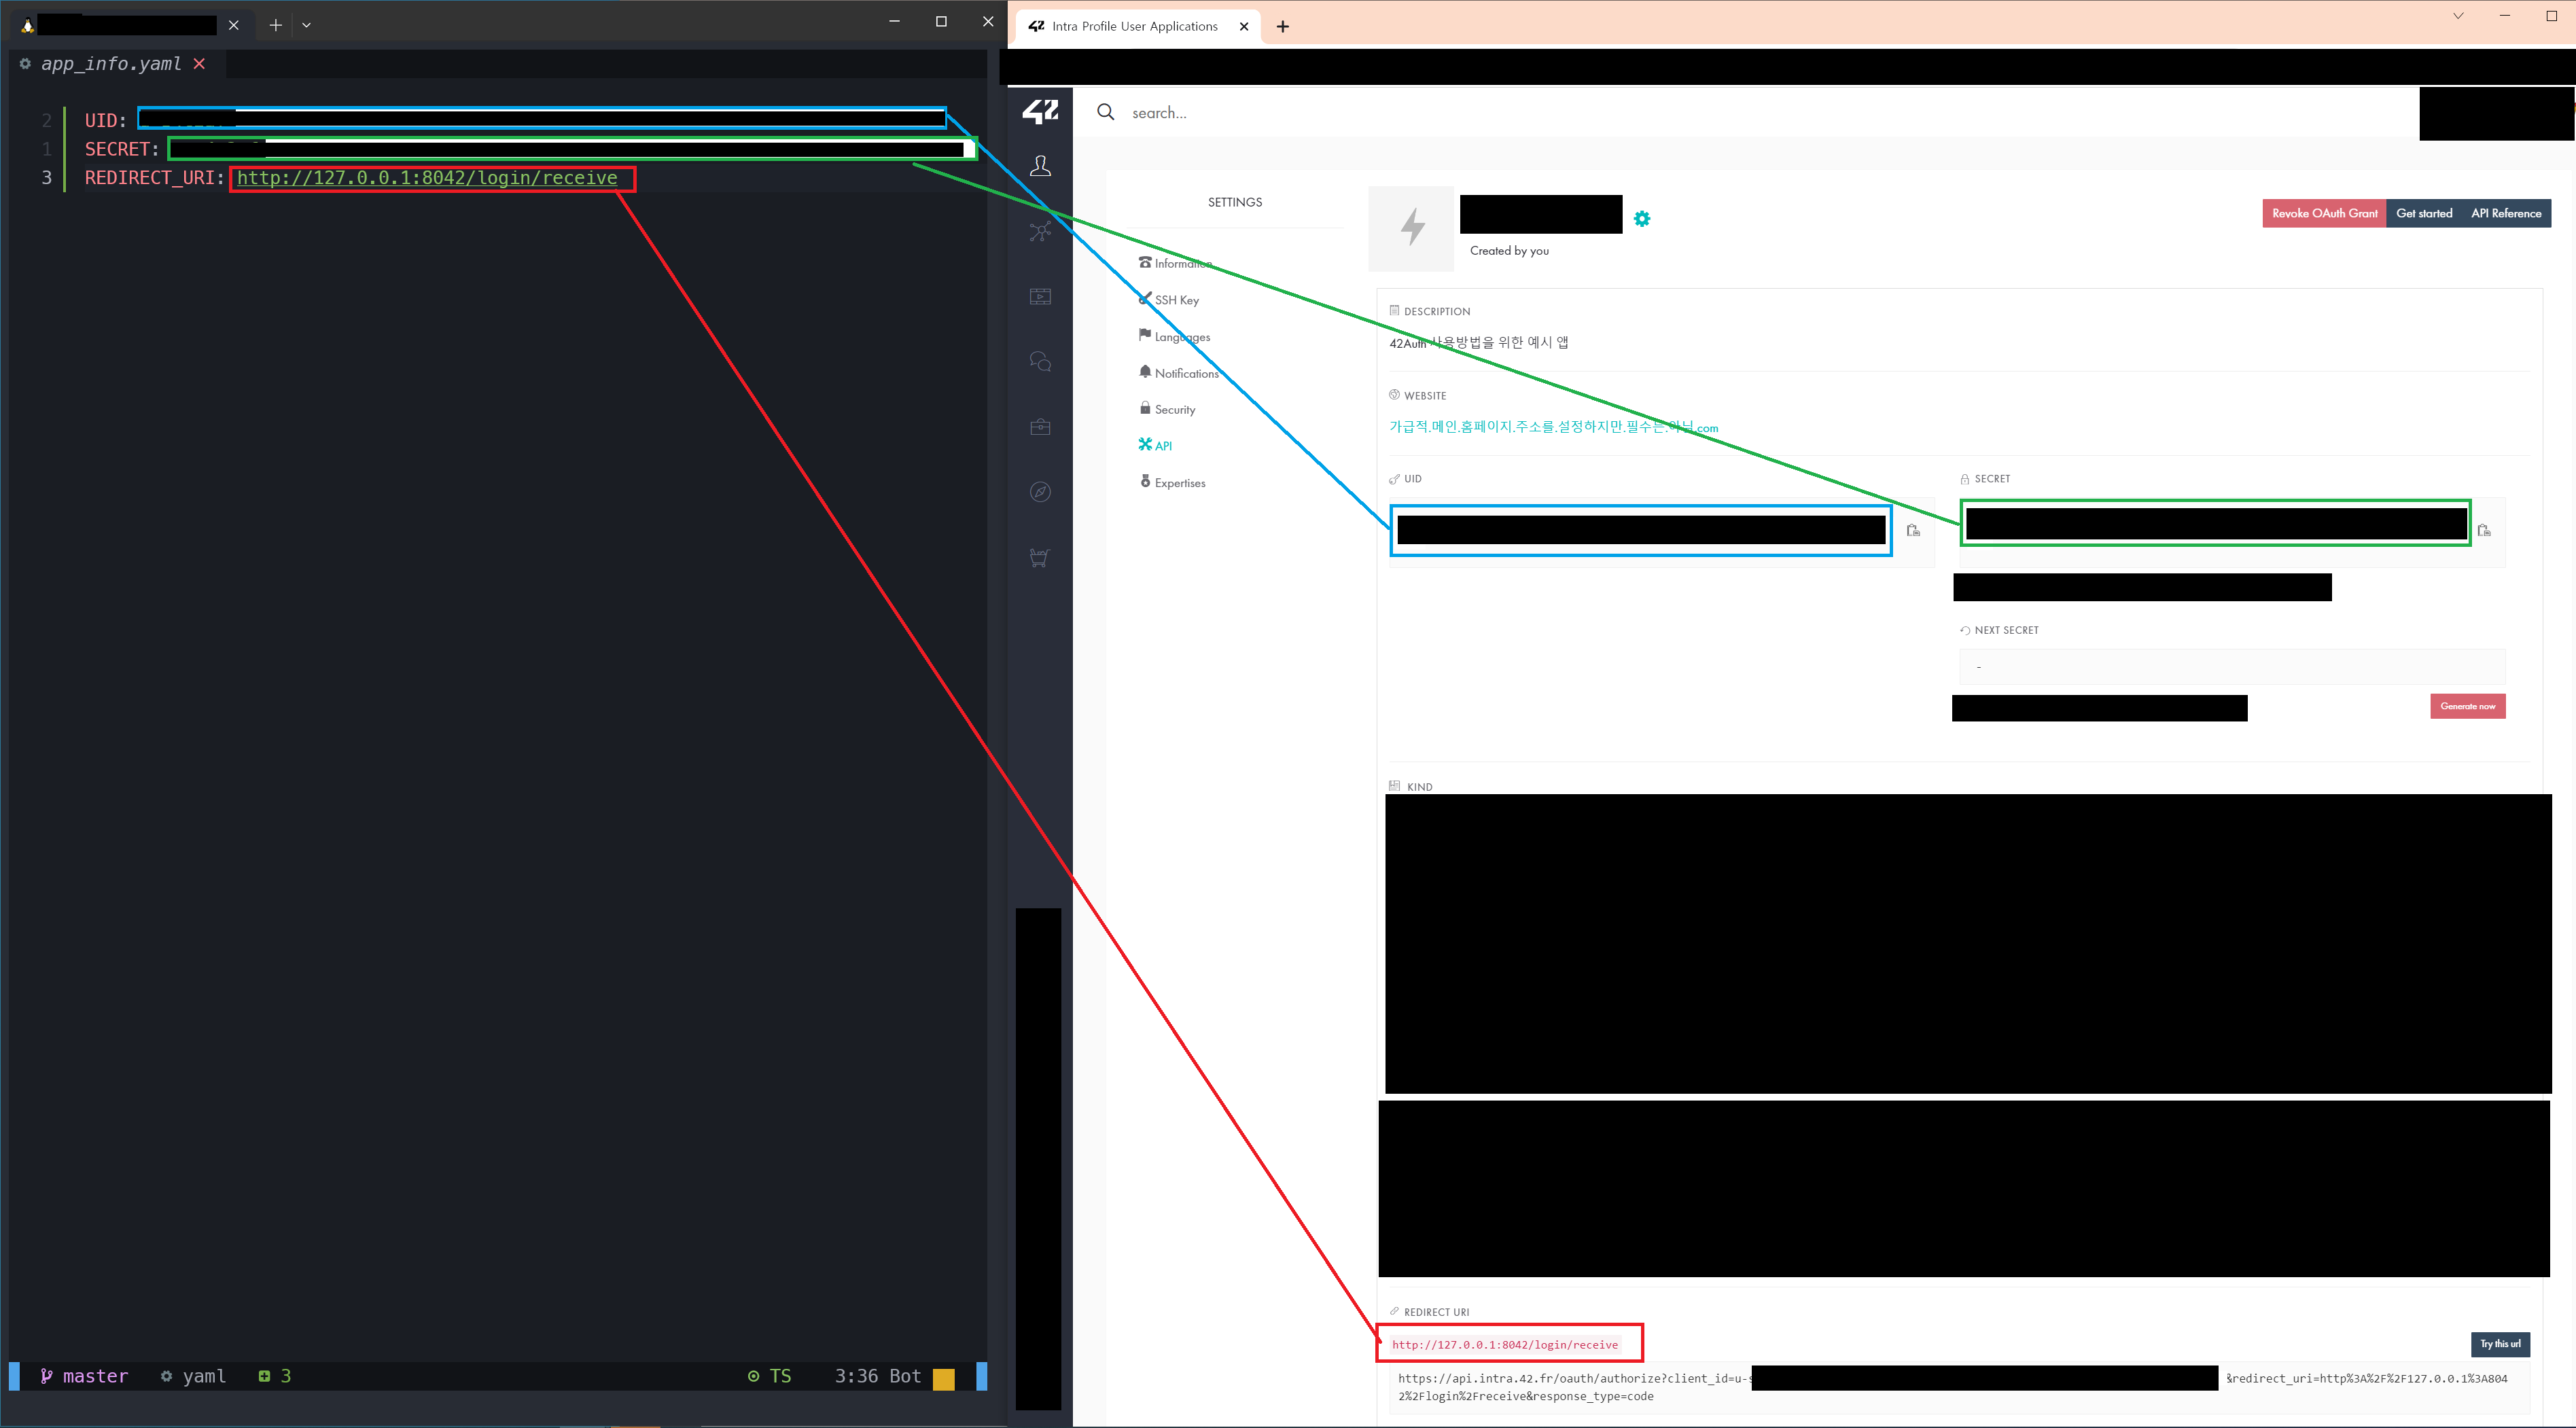 app_info.yaml
2 UID:
1 SECRET:
3 REDIRECT_URI: http://127.0.0.1:8042/login/receive
master yaml 3 TS 3:36 Bot
42 Intra Profile User Applications
42
search...
SETTINGS
Information
SSH Key
Languages
Notifications
Security
API
Expertises
Created by you
Revoke OAuth Grant Get started API Reference
DESCRIPTION
42Auth 사용방법을 위한 예시 앱
WEBSITE
가급적.메인.홈페이지.주소를.설정하지만.필수는.아님.com
UID
SECRET
NEXT SECRET
-
Generate now
KIND
REDIRECT URI
http://127.0.0.1:8042/login/receive
Try this url
https://api.intra.42.fr/oauth/authorize?client_id=u-s &redirect_uri=http%3A%2F%2F127.0.0.1%3A804
2%2Flogin%2Freceive&response_type=code